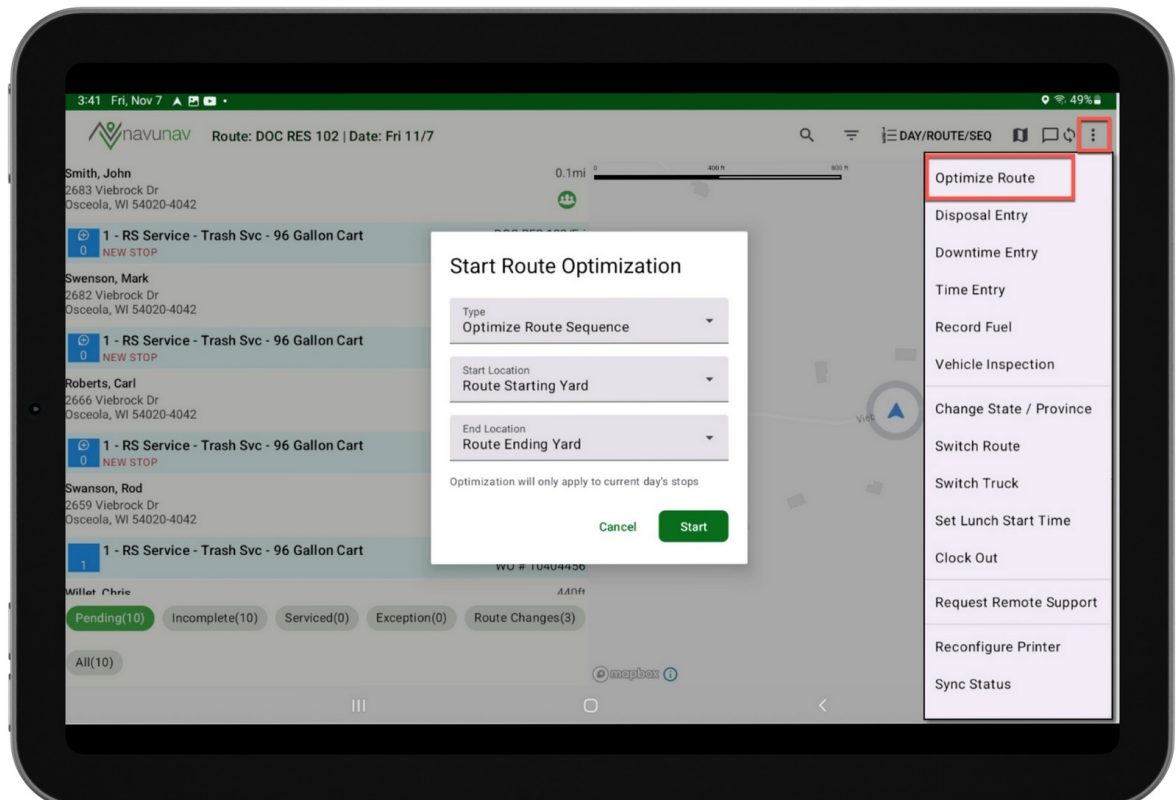 3:41 Fri, Nov 7
49%
navunav
Route: DOC RES 102 | Date: Fri 11/7
DAY/ROUTE/SEQ
Smith, John
0.1mi
2683 Viebrock Dr
Osceola, WI 54020-4042
1 - RS Service - Trash Svc - 96 Gallon Cart
0 NEW STOP
Swenson, Mark
2682 Viebrock Dr
Osceola, WI 54020-4042
1 - RS Service - Trash Svc - 96 Gallon Cart
0 NEW STOP
Roberts, Carl
2666 Viebrock Dr
Osceola, WI 54020-4042
1 - RS Service - Trash Svc - 96 Gallon Cart
0 NEW STOP
Swanson, Rod
2659 Viebrock Dr
Osceola, WI 54020-4042
1 - RS Service - Trash Svc - 96 Gallon Cart
1
WO # 10404456
Willet, Chris
440ft
Pending(10) Incomplete(10) Serviced(0) Exception(0) Route Changes(3)
All(10)
0 400 ft 800 ft
mapbox
Start Route Optimization
Type
Optimize Route Sequence
Start Location
Route Starting Yard
End Location
Route Ending Yard
Optimization will only apply to current day's stops
Cancel Start
Optimize Route
Disposal Entry
Downtime Entry
Time Entry
Record Fuel
Vehicle Inspection
Change State / Province
Switch Route
Switch Truck
Set Lunch Start Time
Clock Out
Request Remote Support
Reconfigure Printer
Sync Status